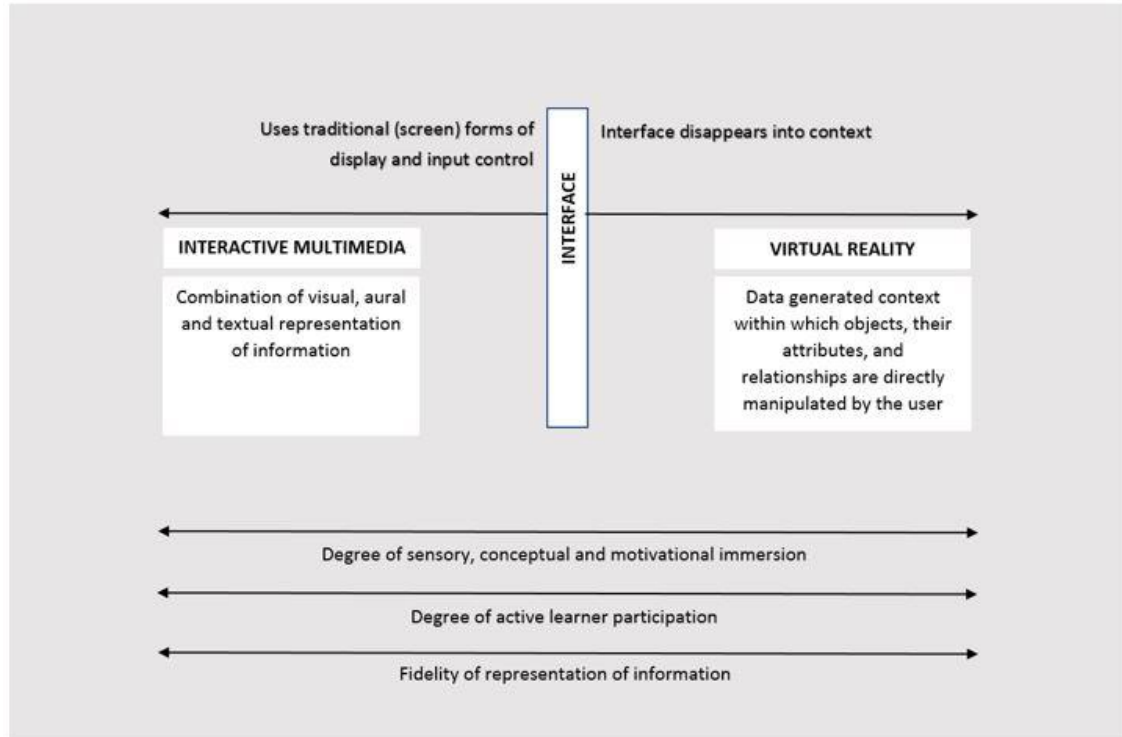 Uses traditional (screen) forms of
display and input control
INTERFACE
Interface disappears into context
INTERACTIVE MULTIMEDIA
Combination of visual, aural
and textual representation
of information
VIRTUAL REALITY
Data generated context
within which objects, their
attributes, and
relationships are directly
manipulated by the user
Degree of sensory, conceptual and motivational immersion
Degree of active learner participation
Fidelity of representation of information